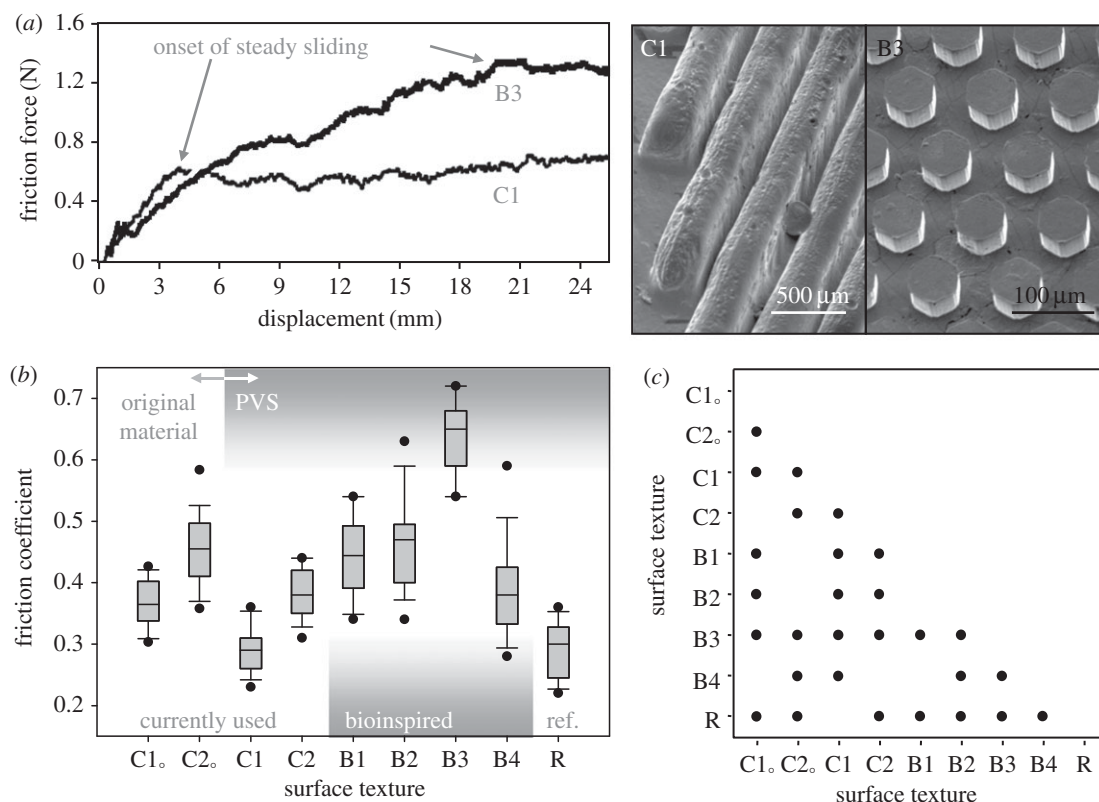 (a)
1.6
1.2
0.8
0.4
0
friction force (N)
onset of steady sliding
B3
C1
0 3 6 9 12 15 18 21 24
displacement (mm)
C1
500 µm
B3
100 µm
(b)
0.7
0.6
0.5
0.4
0.3
0.2
friction coefficient
original
material
PVS
currently used
bioinspired
ref.
C1o C2o C1 C2 B1 B2 B3 B4 R
surface texture
(c)
C1o
C2o
C1
C2
B1
B2
B3
B4
R
surface texture
C1o C2o C1 C2 B1 B2 B3 B4 R
surface texture